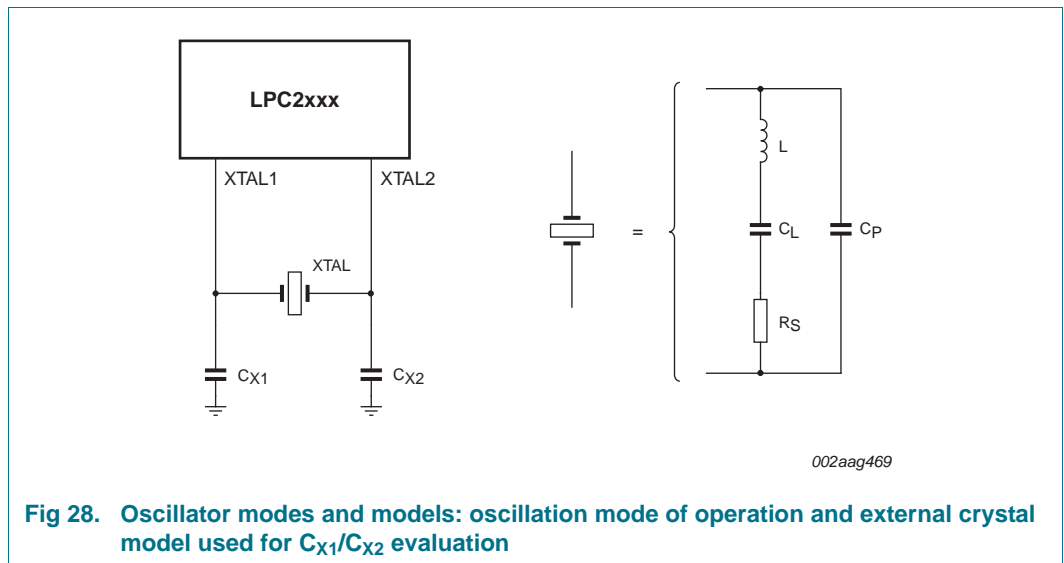 LPC2xxx
XTAL1
XTAL2
XTAL
CX1
CX2
=
L
CL
CP
RS
002aag469
Fig 28. Oscillator modes and models: oscillation mode of operation and external crystal
model used for CX1/CX2 evaluation